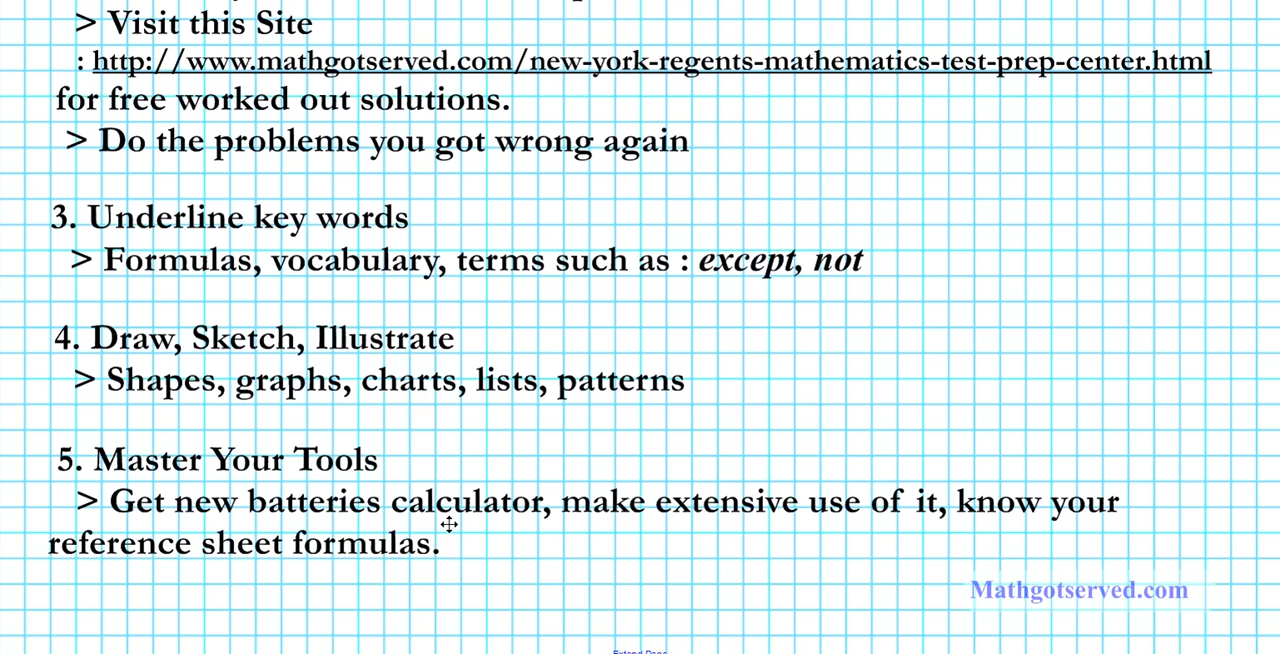 > Visit this Site
: http://www.mathgotserved.com/new-york-regents-mathematics-test-prep-center.html
for free worked out solutions.
> Do the problems you got wrong again
3. Underline key words
> Formulas, vocabulary, terms such as : except, not
4. Draw, Sketch, Illustrate
> Shapes, graphs, charts, lists, patterns
5. Master Your Tools
> Get new batteries calculator, make extensive use of it, know your
reference sheet formulas.
Mathgotserved.com